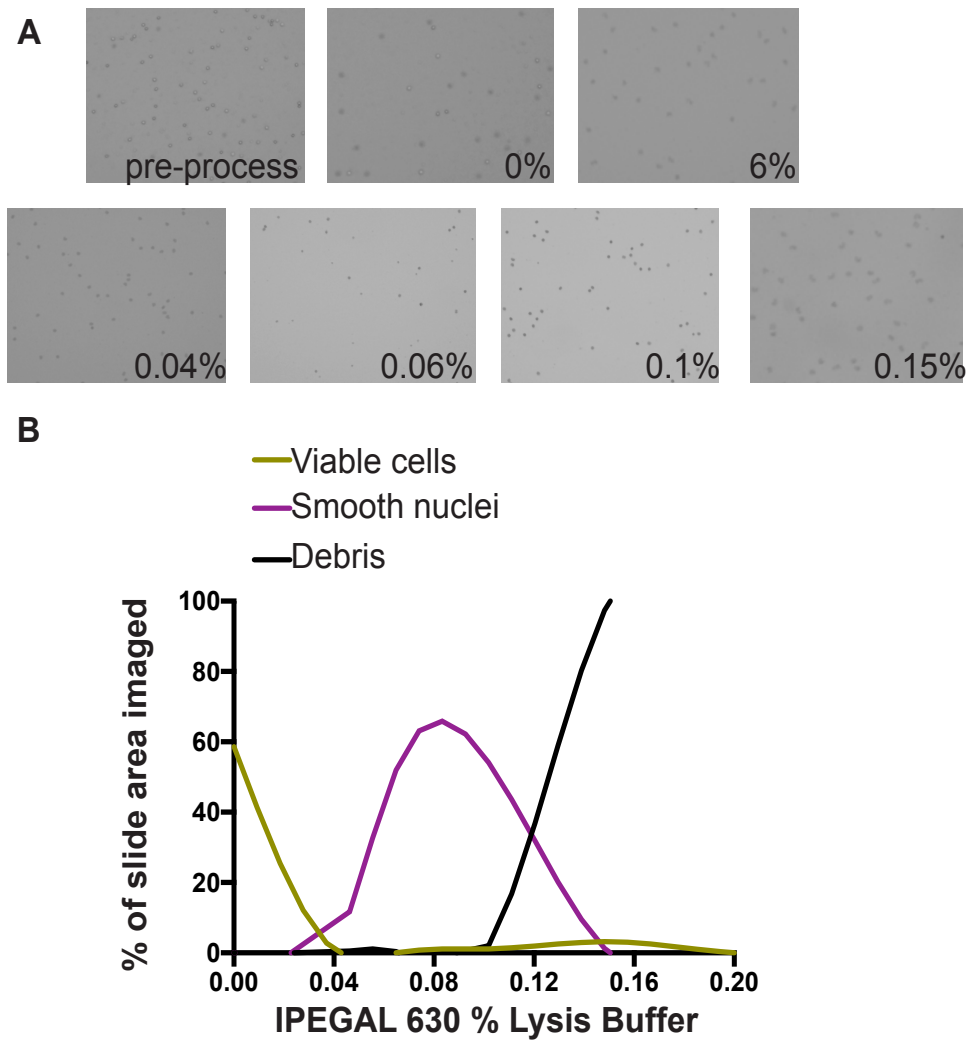 A
pre-process
0%
6%
0.04%
0.06%
0.1%
0.15%
B
Viable cells
Smooth nuclei
Debris
% of slide area imaged
100
80
60
40
20
0
0.00 0.04 0.08 0.12 0.16 0.20
IPEGAL 630 % Lysis Buffer